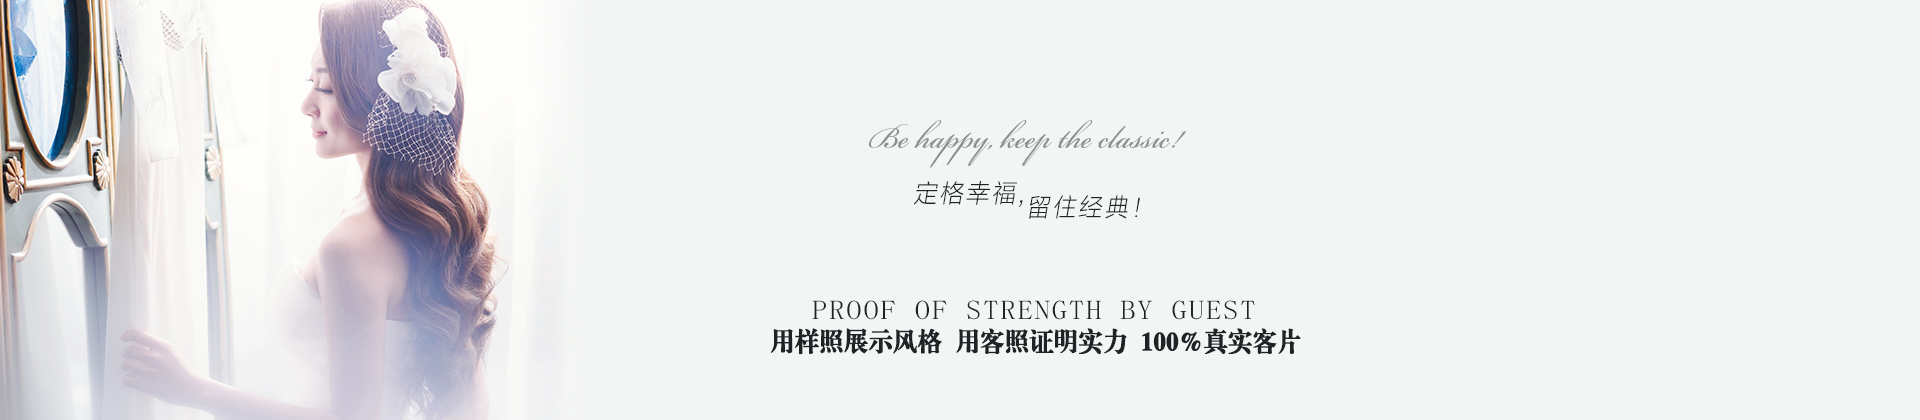 Be happy, keep the classic!
定格幸福,留住经典!
PROOF OF STRENGTH BY GUEST
用样照展示风格 用客照证明实力 100%真实客片